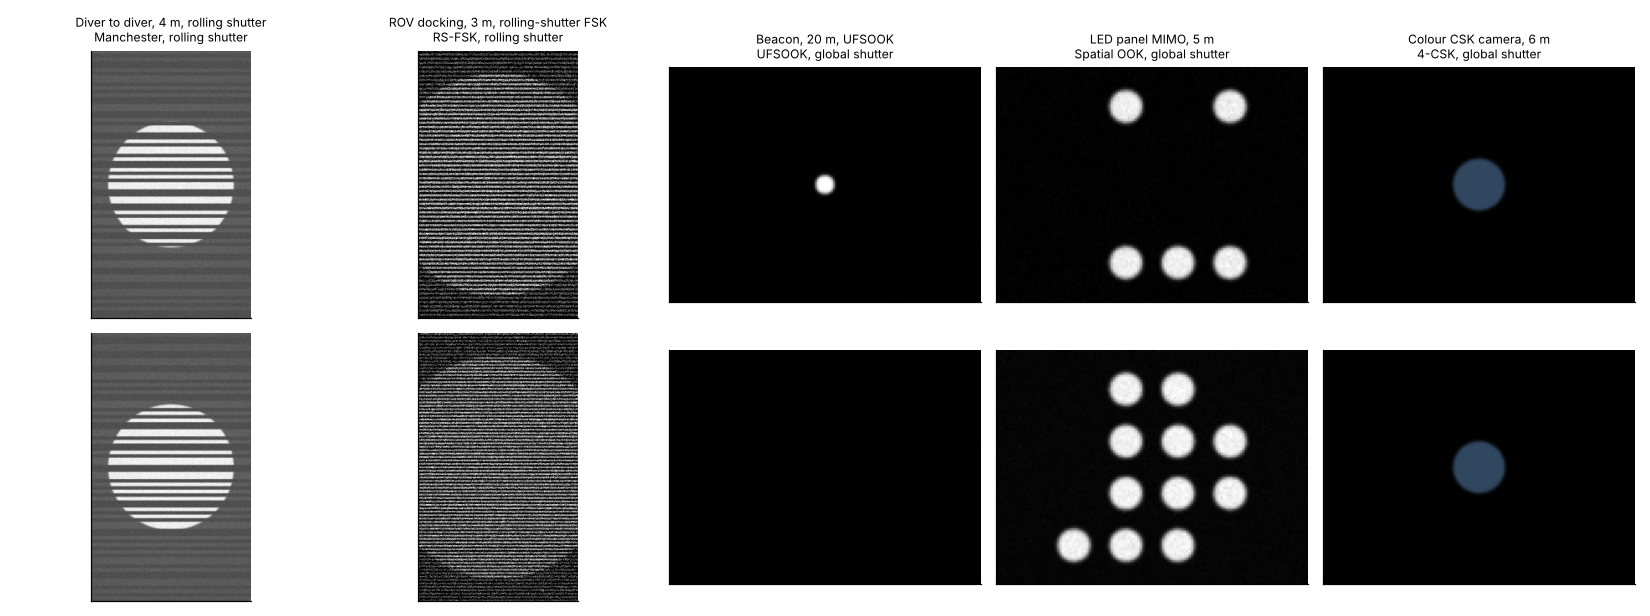 Diver to diver, 4 m, rolling shutter
Manchester, rolling shutter
ROV docking, 3 m, rolling-shutter FSK
RS-FSK, rolling shutter
Beacon, 20 m, UFSOOK
UFSOOK, global shutter
LED panel MIMO, 5 m
Spatial OOK, global shutter
Colour CSK camera, 6 m
4-CSK, global shutter